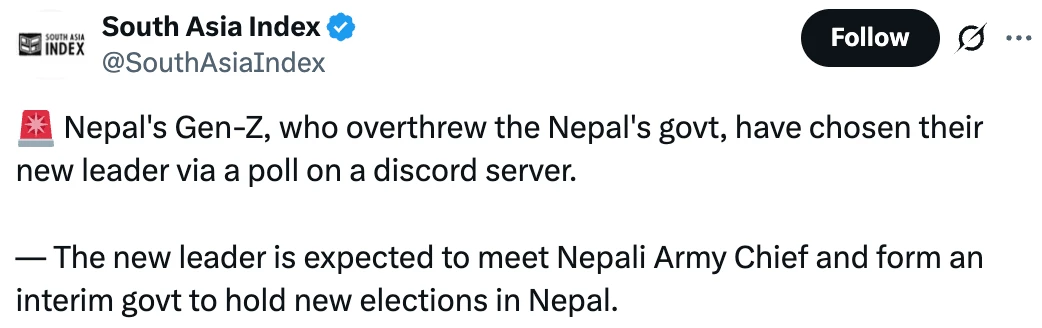 SOUTH ASIA
INDEX
South Asia Index
@SouthAsiaIndex
Follow
🚨 Nepal's Gen-Z, who overthrew the Nepal's govt, have chosen their
new leader via a poll on a discord server.
— The new leader is expected to meet Nepali Army Chief and form an
interim govt to hold new elections in Nepal.